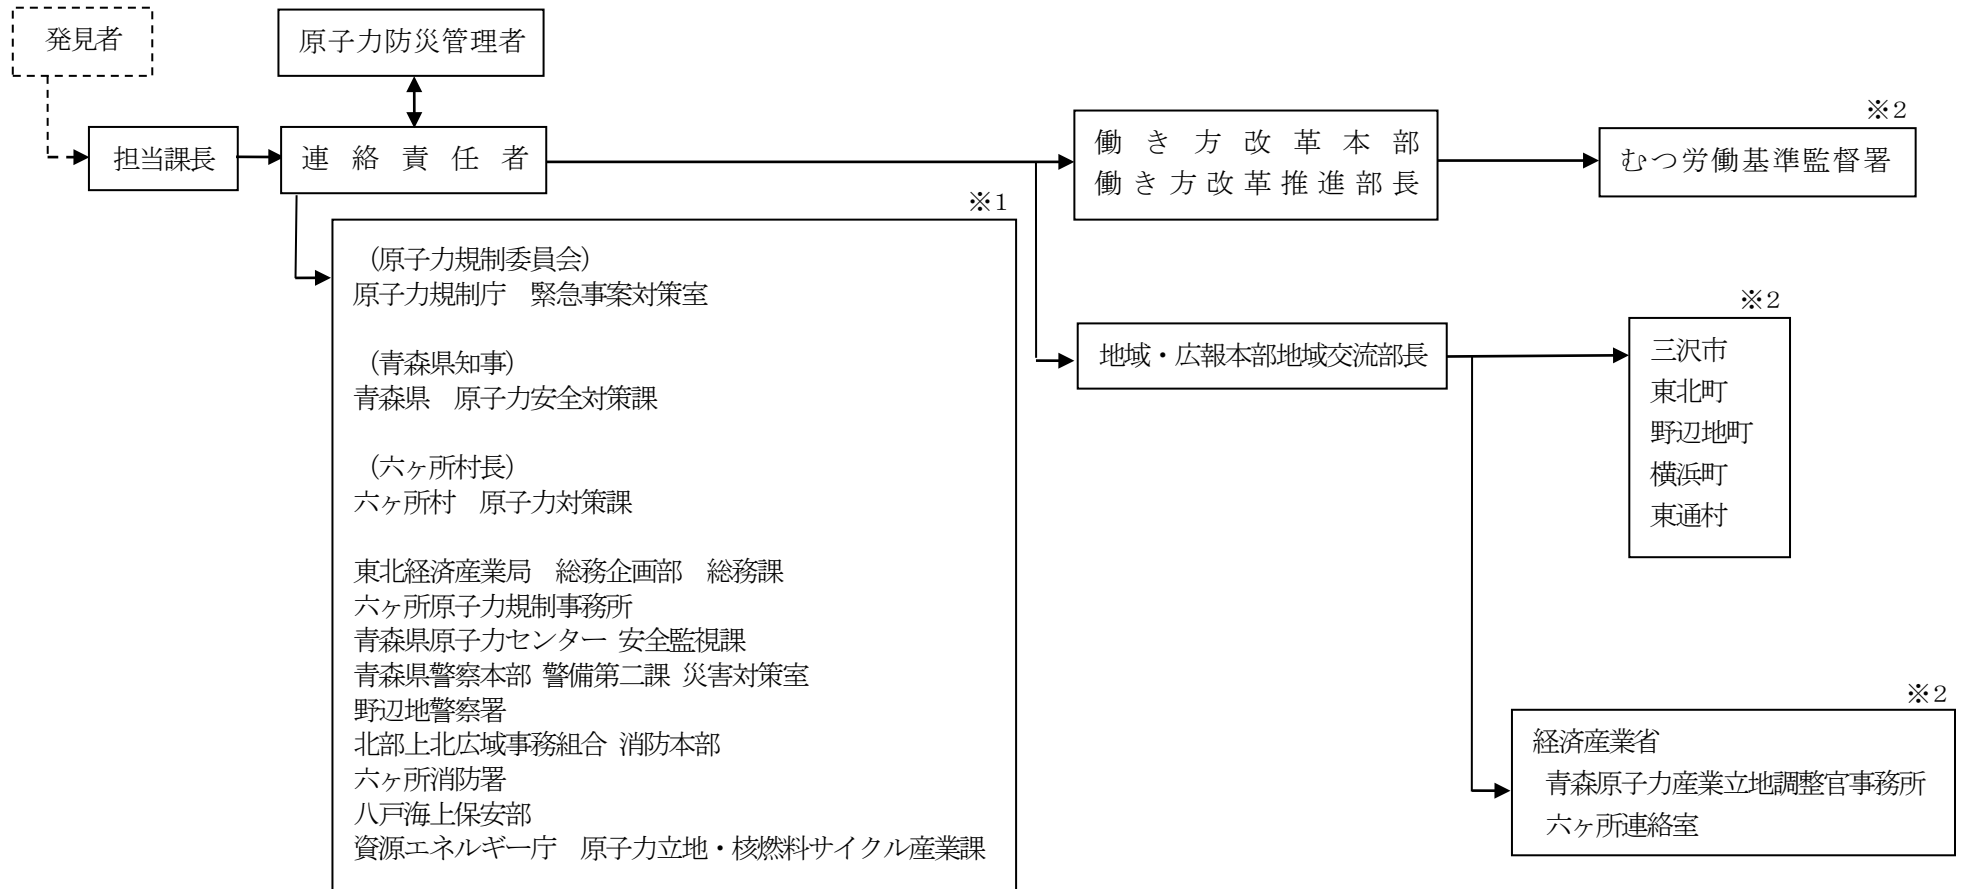 発見者
原子力防災管理者
担当課長
連絡責任者
働き方改革本部
働き方改革推進部長
※2
むつ労働基準監督署
※1
（原子力規制委員会）
原子力規制庁　緊急事案対策室
（青森県知事）
青森県　原子力安全対策課
（六ヶ所村長）
六ヶ所村　原子力対策課
東北経済産業局　総務企画部　総務課
六ヶ所原子力規制事務所
青森県原子力センター 安全監視課
青森県警察本部 警備第二課 災害対策室
野辺地警察署
北部上北広域事務組合 消防本部
六ヶ所消防署
八戸海上保安部
資源エネルギー庁　原子力立地・核燃料サイクル産業課
地域・広報本部地域交流部長
※2
三沢市
東北町
野辺地町
横浜町
東通村
※2
経済産業省
青森原子力産業立地調整官事務所
六ヶ所連絡室